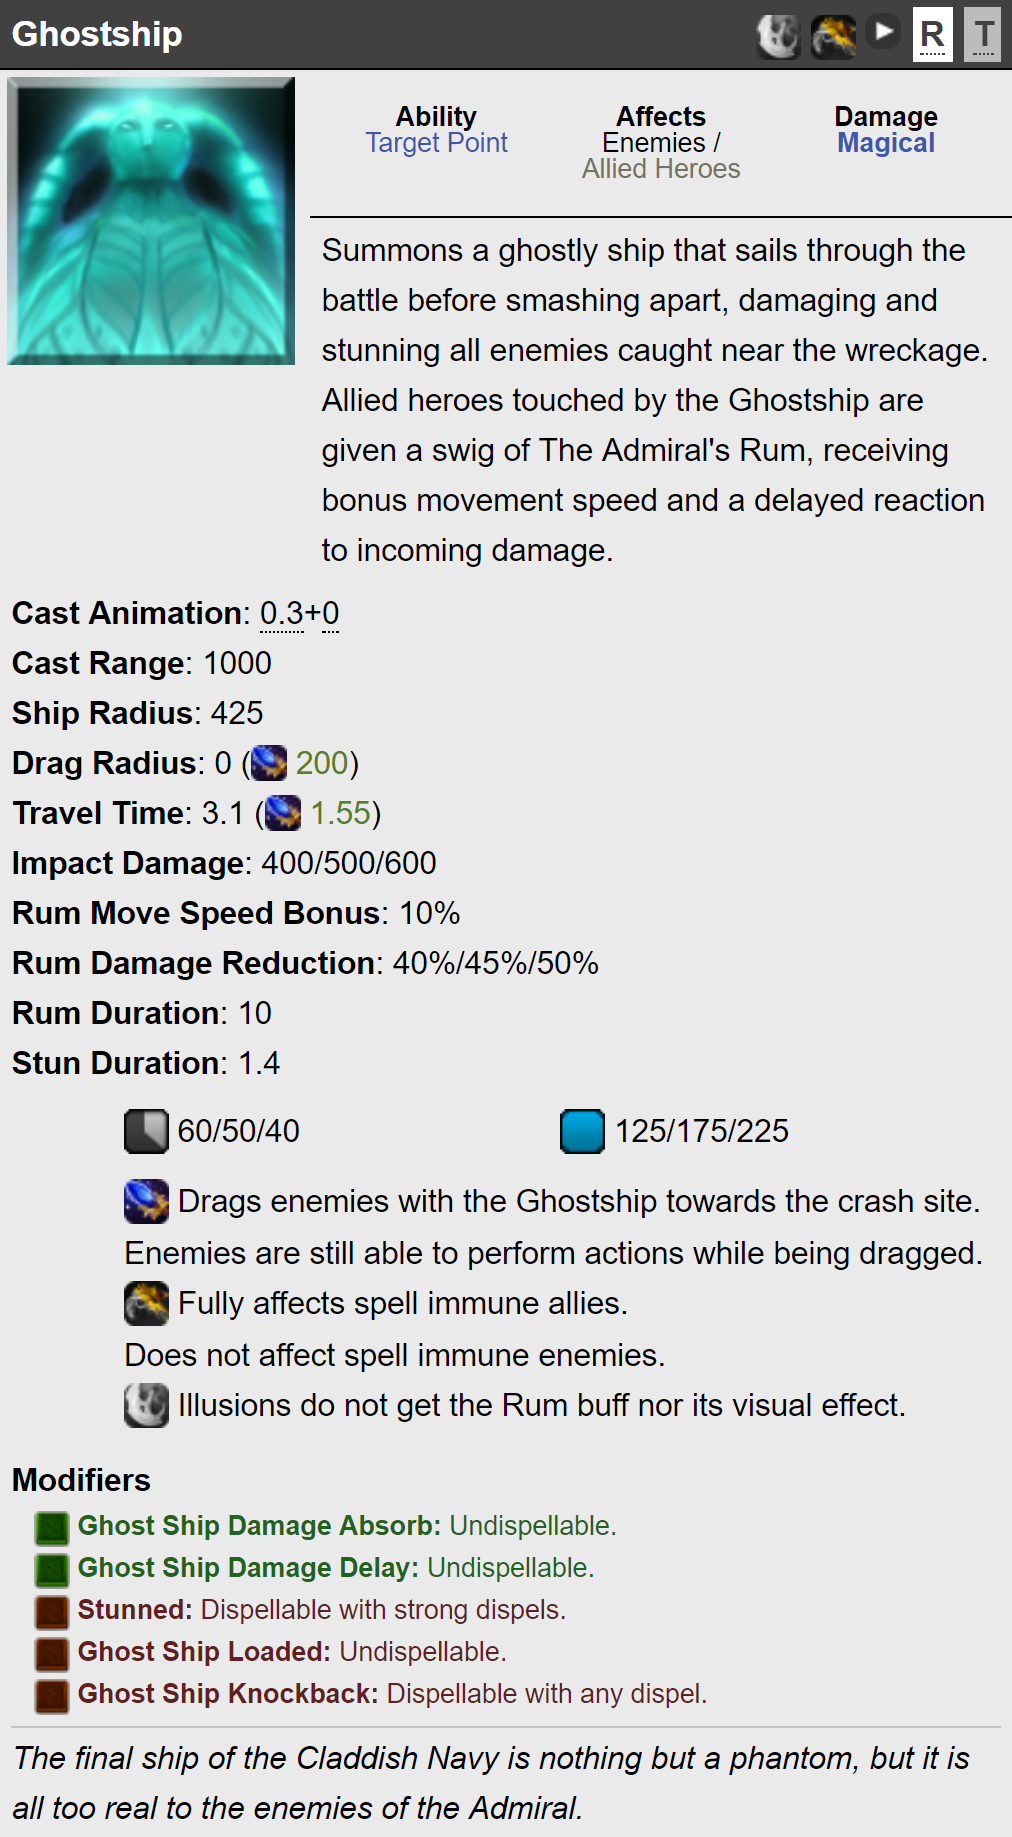 Ghostship
R
T
Ability
Target Point
Affects
Enemies /
Allied Heroes
Damage
Magical
Summons a ghostly ship that sails through the
battle before smashing apart, damaging and
stunning all enemies caught near the wreckage.
Allied heroes touched by the Ghostship are
given a swig of The Admiral's Rum, receiving
bonus movement speed and a delayed reaction
to incoming damage.
Cast Animation: 0.3+0
Cast Range: 1000
Ship Radius: 425
Drag Radius: 0 ( 200)
Travel Time: 3.1 ( 1.55)
Impact Damage: 400/500/600
Rum Move Speed Bonus: 10%
Rum Damage Reduction: 40%/45%/50%
Rum Duration: 10
Stun Duration: 1.4
60/50/40
125/175/225
Drags enemies with the Ghostship towards the crash site.
Enemies are still able to perform actions while being dragged.
Fully affects spell immune allies.
Does not affect spell immune enemies.
Illusions do not get the Rum buff nor its visual effect.
Modifiers
Ghost Ship Damage Absorb: Undispellable.
Ghost Ship Damage Delay: Undispellable.
Stunned: Dispellable with strong dispels.
Ghost Ship Loaded: Undispellable.
Ghost Ship Knockback: Dispellable with any dispel.
The final ship of the Claddish Navy is nothing but a phantom, but it is
all too real to the enemies of the Admiral.